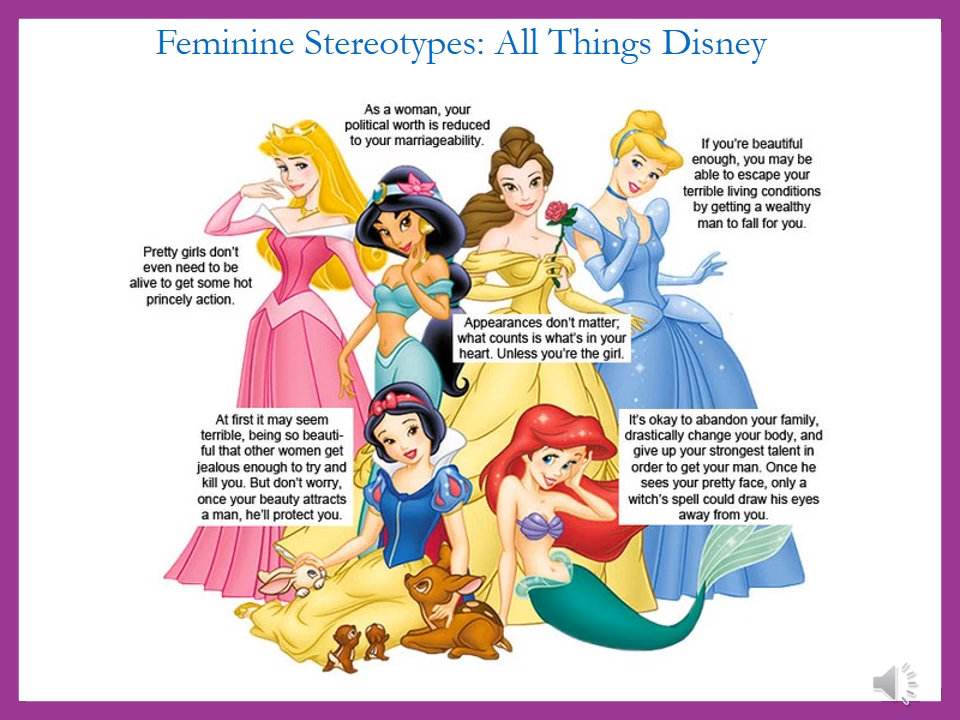 Feminine Stereotypes: All Things Disney
As a woman, your
political worth is reduced
to your marriageability.
If you're beautiful
enough, you may be
able to escape your
terrible living conditions
by getting a wealthy
man to fall for you.
Pretty girls don't
even need to be
alive to get some hot
princely action.
Appearances don't matter;
what counts is what's in your
heart. Unless you're the girl.
At first it may seem
terrible, being so beauti-
ful that other women get
jealous enough to try and
kill you. But don't worry,
once your beauty attracts
a man, he'll protect you.
It's okay to abandon your family,
drastically change your body, and
give up your strongest talent in
order to get your man. Once he
sees your pretty face, only a
witch's spell could draw his eyes
away from you.